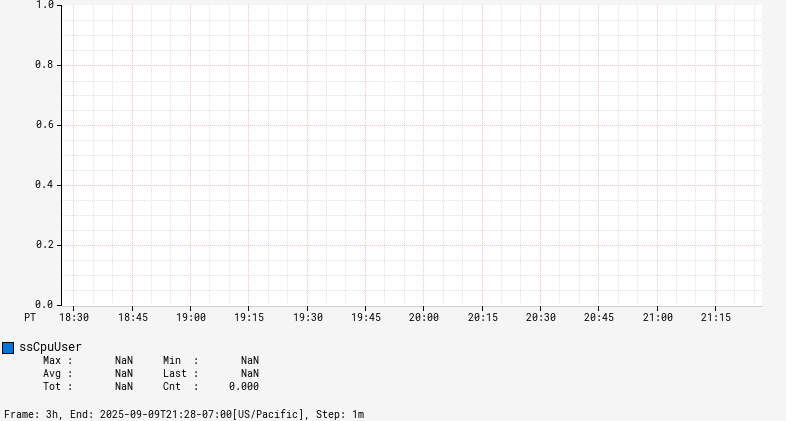 1.0
0.8
0.6
0.4
0.2
0.0
PT 18:30 18:45 19:00 19:15 19:30 19:45 20:00 20:15 20:30 20:45 21:00 21:15
ssCpuUser
Max : NaN Min : NaN
Avg : NaN Last : NaN
Tot : NaN Cnt : 0.000
Frame: 3h, End: 2025-09-09T21:28-07:00[US/Pacific], Step: 1m